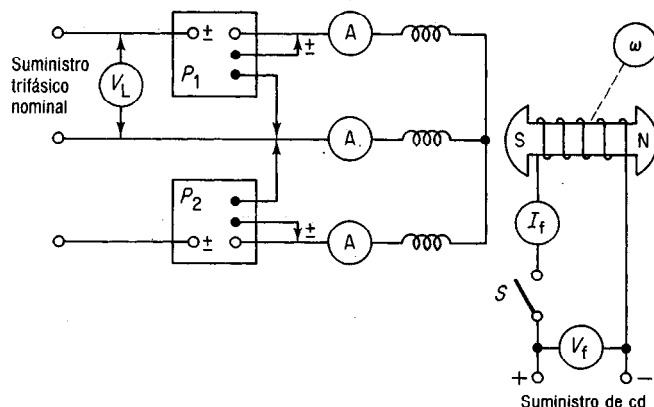 Suministro
trifásico
nominal
V_L
±
P_1
±
A
A
P_2
±
±
A
ω
S
N
I_f
S
V_f
+
−
Suministro de cd